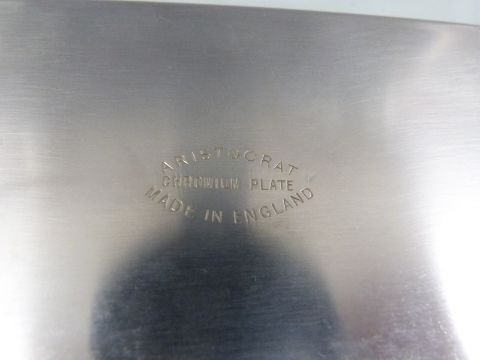 ARISTOCRAT
CHROMIUM PLATE
MADE IN ENGLAND